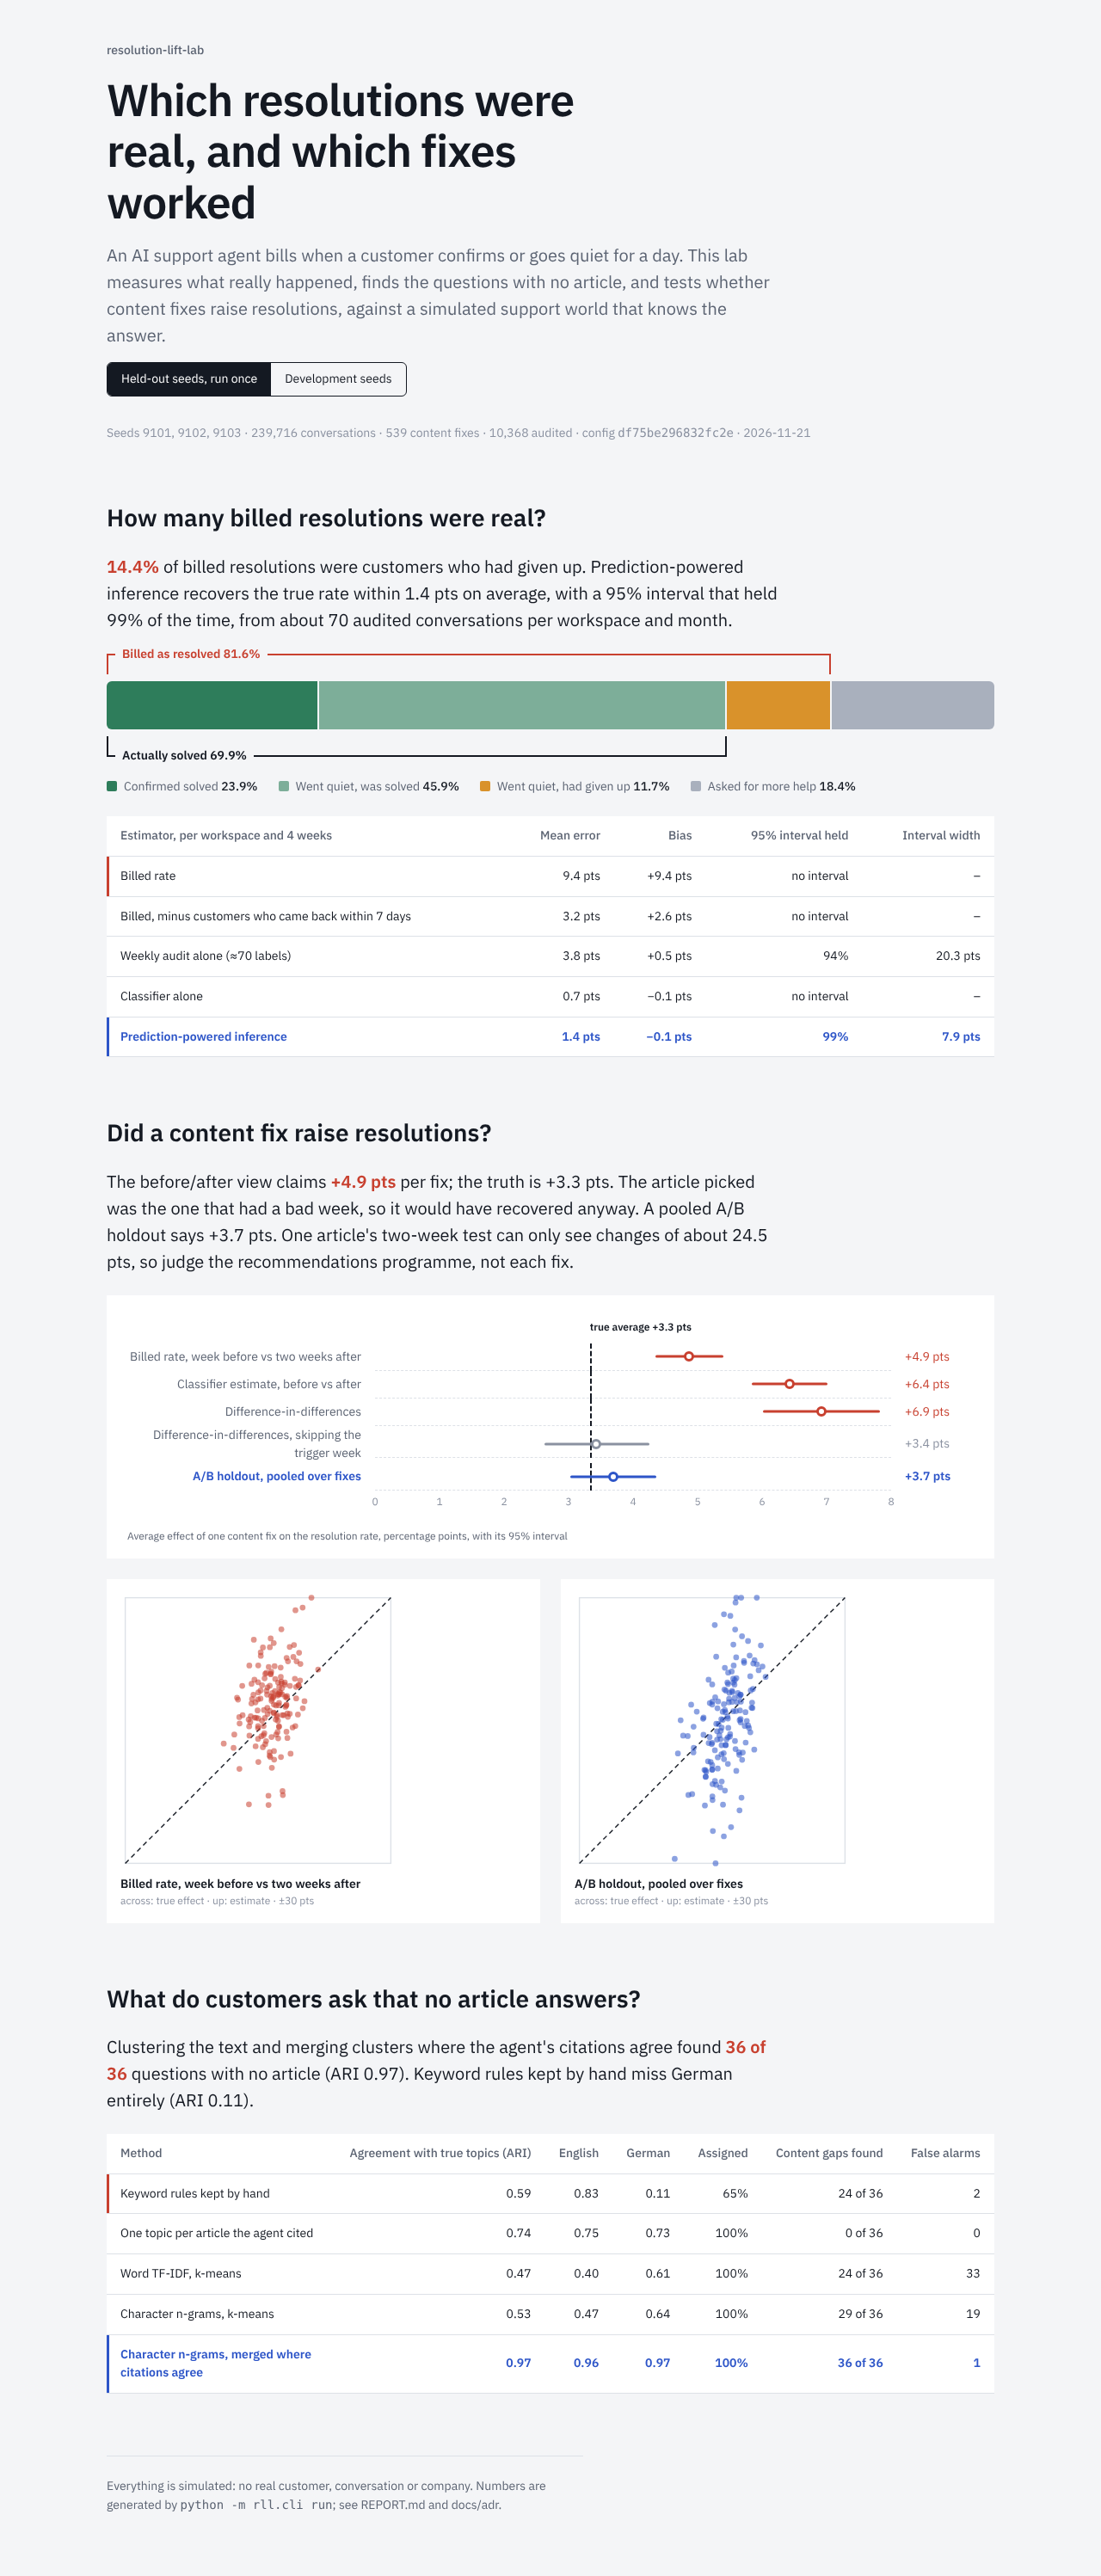 resolution-lift-lab
Which resolutions were
real, and which fixes
worked
An AI support agent bills when a customer confirms or goes quiet for a day. This lab
measures what really happened, finds the questions with no article, and tests whether
content fixes raise resolutions, against a simulated support world that knows the
answer.
Held-out seeds, run once Development seeds
Seeds 9101, 9102, 9103 · 239,716 conversations · 539 content fixes · 10,368 audited · config df75be296832fc2e · 2026-11-21
How many billed resolutions were real?
14.4% of billed resolutions were customers who had given up. Prediction-powered
inference recovers the true rate within 1.4 pts on average, with a 95% interval that held
99% of the time, from about 70 audited conversations per workspace and month.
Billed as resolved 81.6%
Actually solved 69.9%
Confirmed solved 23.9% Went quiet, was solved 45.9% Went quiet, had given up 11.7% Asked for more help 18.4%
Estimator, per workspace and 4 weeks Mean error Bias 95% interval held Interval width
Billed rate 9.4 pts +9.4 pts no interval –
Billed, minus customers who came back within 7 days 3.2 pts +2.6 pts no interval –
Weekly audit alone (≈70 labels) 3.8 pts +0.5 pts 94% 20.3 pts
Classifier alone 0.7 pts −0.1 pts no interval –
Prediction-powered inference 1.4 pts −0.1 pts 99% 7.9 pts
Did a content fix raise resolutions?
The before/after view claims +4.9 pts per fix; the truth is +3.3 pts. The article picked
was the one that had a bad week, so it would have recovered anyway. A pooled A/B
holdout says +3.7 pts. One article's two-week test can only see changes of about 24.5
pts, so judge the recommendations programme, not each fix.
true average +3.3 pts
Billed rate, week before vs two weeks after +4.9 pts
Classifier estimate, before vs after +6.4 pts
Difference-in-differences +6.9 pts
Difference-in-differences, skipping the
trigger week +3.4 pts
A/B holdout, pooled over fixes +3.7 pts
0 1 2 3 4 5 6 7 8
Average effect of one content fix on the resolution rate, percentage points, with its 95% interval
Billed rate, week before vs two weeks after
across: true effect · up: estimate · ±30 pts
A/B holdout, pooled over fixes
across: true effect · up: estimate · ±30 pts
What do customers ask that no article answers?
Clustering the text and merging clusters where the agent's citations agree found 36 of
36 questions with no article (ARI 0.97). Keyword rules kept by hand miss German
entirely (ARI 0.11).
Method Agreement with true topics (ARI) English German Assigned Content gaps found False alarms
Keyword rules kept by hand 0.59 0.83 0.11 65% 24 of 36 2
One topic per article the agent cited 0.74 0.75 0.73 100% 0 of 36 0
Word TF-IDF, k-means 0.47 0.40 0.61 100% 24 of 36 33
Character n-grams, k-means 0.53 0.47 0.64 100% 29 of 36 19
Character n-grams, merged where
citations agree 0.97 0.96 0.97 100% 36 of 36 1
Everything is simulated: no real customer, conversation or company. Numbers are
generated by python -m rll.cli run; see REPORT.md and docs/adr.